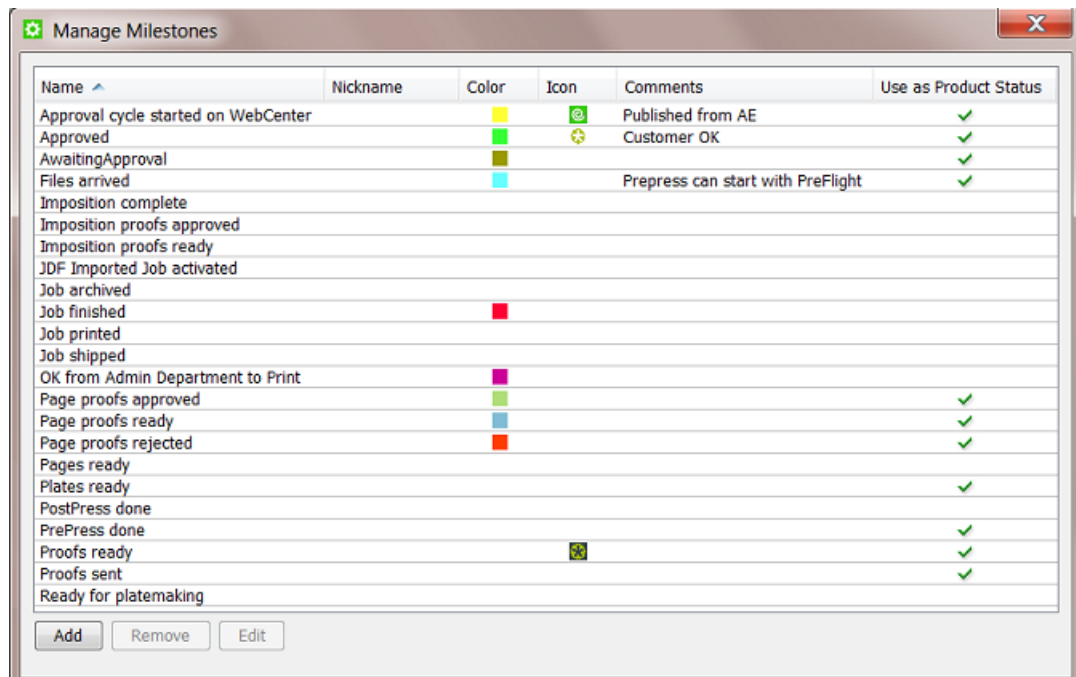 Manage Milestones
Name Nickname Color Icon Comments Use as Product Status
Approval cycle started on WebCenter Published from AE
Approved Customer OK
AwaitingApproval
Files arrived Prepress can start with PreFlight
Imposition complete
Imposition proofs approved
Imposition proofs ready
JDF Imported Job activated
Job archived
Job finished
Job printed
Job shipped
OK from Admin Department to Print
Page proofs approved
Page proofs ready
Page proofs rejected
Pages ready
Plates ready
PostPress done
PrePress done
Proofs ready
Proofs sent
Ready for platemaking
Add Remove Edit